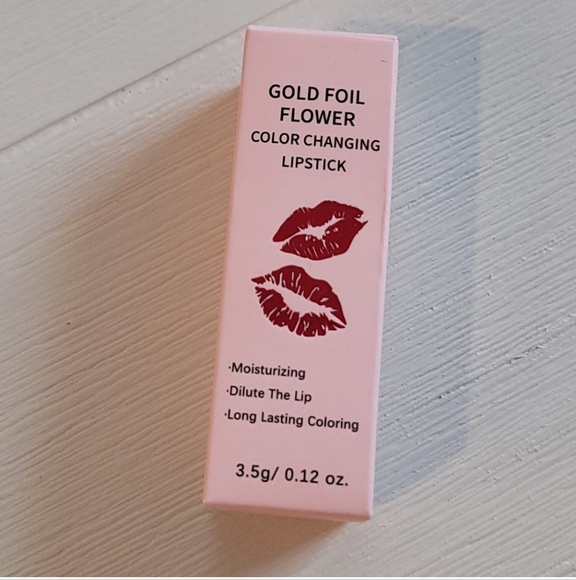 GOLD FOIL
FLOWER
COLOR CHANGING
LIPSTICK
·Moisturizing
·Dilute The Lip
·Long Lasting Coloring
3.5g/ 0.12 oz.